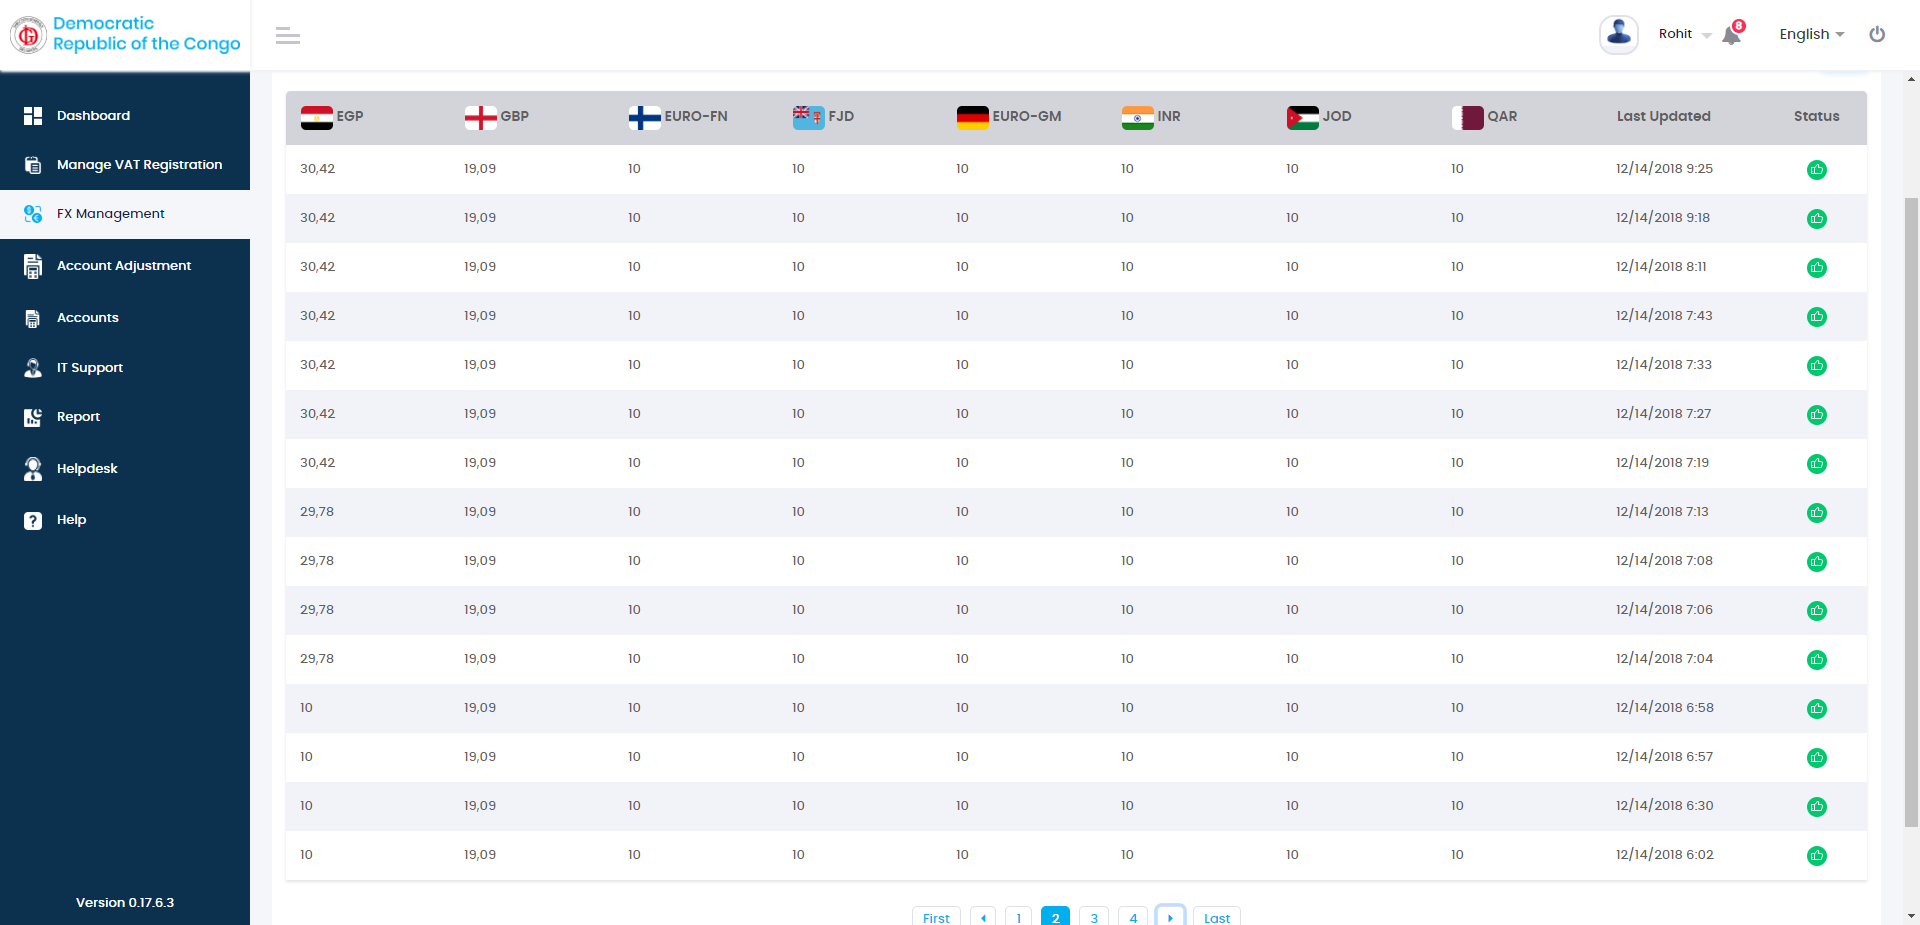 Democratic
Republic of the Congo
Rohit 8 English
Dashboard
Manage VAT Registration
FX Management
Account Adjustment
Accounts
IT Support
Report
Helpdesk
Help
Version 0.17.6.3
EGP GBP EURO-FN FJD EURO-GM INR JOD QAR Last Updated Status
30,42 19,09 10 10 10 10 10 10 12/14/2018 9:25
30,42 19,09 10 10 10 10 10 10 12/14/2018 9:18
30,42 19,09 10 10 10 10 10 10 12/14/2018 8:11
30,42 19,09 10 10 10 10 10 10 12/14/2018 7:43
30,42 19,09 10 10 10 10 10 10 12/14/2018 7:33
30,42 19,09 10 10 10 10 10 10 12/14/2018 7:27
30,42 19,09 10 10 10 10 10 10 12/14/2018 7:19
29,78 19,09 10 10 10 10 10 10 12/14/2018 7:13
29,78 19,09 10 10 10 10 10 10 12/14/2018 7:08
29,78 19,09 10 10 10 10 10 10 12/14/2018 7:06
29,78 19,09 10 10 10 10 10 10 12/14/2018 7:04
10 19,09 10 10 10 10 10 10 12/14/2018 6:58
10 19,09 10 10 10 10 10 10 12/14/2018 6:57
10 19,09 10 10 10 10 10 10 12/14/2018 6:30
10 19,09 10 10 10 10 10 10 12/14/2018 6:02
First 1 2 3 4 Last